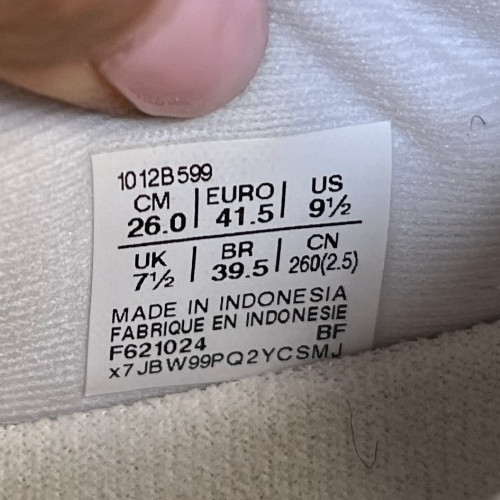 1012B599
CM | EURO | US
26.0 | 41.5 | 9½
UK | BR | CN
7½ | 39.5 | 260(2.5)
MADE IN INDONESIA
FABRIQUE EN INDONESIE
F621024 BF
x7JBW99PQ2YCSMJ